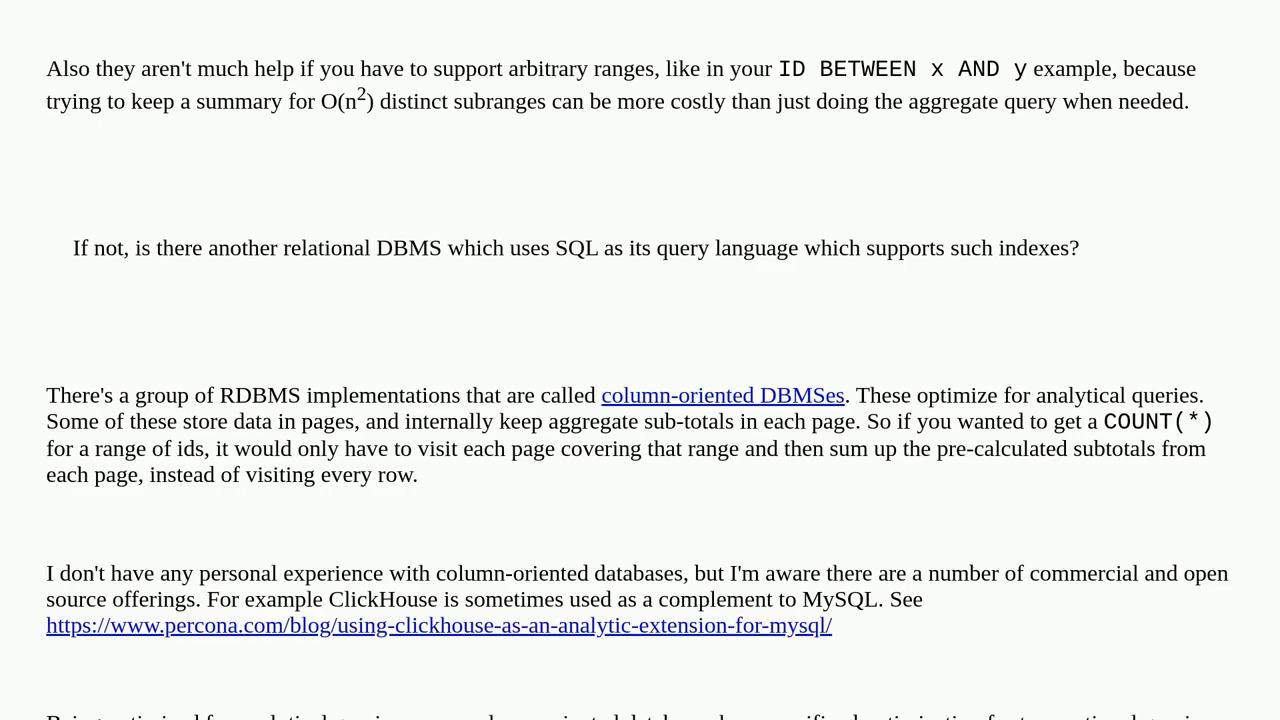 Also they aren't much help if you have to support arbitrary ranges, like in your ID BETWEEN x AND y example, because
trying to keep a summary for O(n2) distinct subranges can be more costly than just doing the aggregate query when needed.
If not, is there another relational DBMS which uses SQL as its query language which supports such indexes?
There's a group of RDBMS implementations that are called column-oriented DBMSes. These optimize for analytical queries.
Some of these store data in pages, and internally keep aggregate sub-totals in each page. So if you wanted to get a COUNT(*)
for a range of ids, it would only have to visit each page covering that range and then sum up the pre-calculated subtotals from
each page, instead of visiting every row.
I don't have any personal experience with column-oriented databases, but I'm aware there are a number of commercial and open
source offerings. For example ClickHouse is sometimes used as a complement to MySQL. See
https://www.percona.com/blog/using-clickhouse-as-an-analytic-extension-for-mysql/